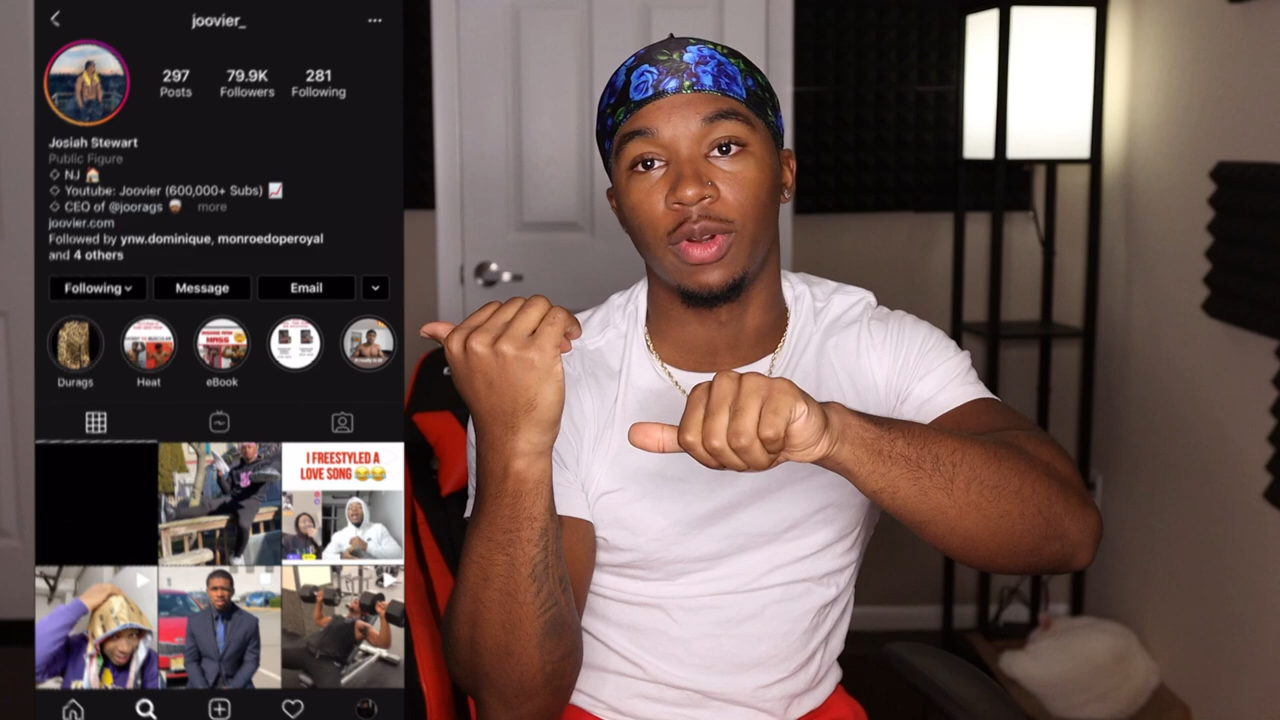 joovier_
297
79.9K
281
Posts
Followers
Following
Josiah Stewart
Public Figure
◇ NJ 🏠
◇ Youtube: Joovier (600,000+ Subs) 📈
◇ CEO of @joorags 🤯 more
joovier.com
Followed by ynw.dominique, monroedoperoyal
and 4 others
Following
Message
Email
Durags
Heat
eBook
I FREESTYLED A
LOVE SONG 😂😂